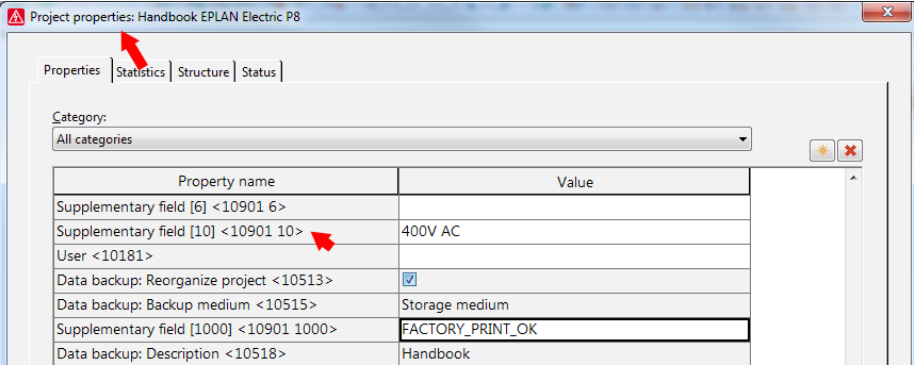 Project properties: Handbook EPLAN Electric P8
Properties Statistics Structure Status
Category:
All categories
Property name Value
Supplementary field [6] <10901 6>
Supplementary field [10] <10901 10> 400V AC
User <10181>
Data backup: Reorganize project <10513>
Data backup: Backup medium <10515> Storage medium
Supplementary field [1000] <10901 1000> FACTORY_PRINT_OK
Data backup: Description <10518> Handbook